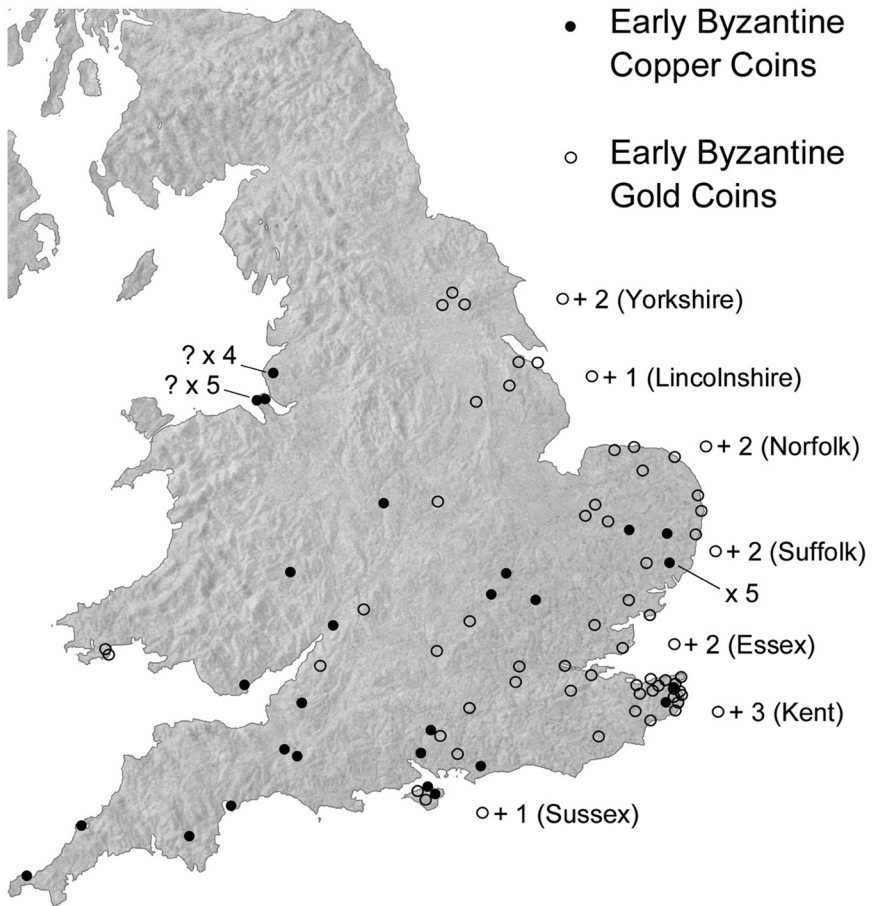 Early Byzantine
Copper Coins
Early Byzantine
Gold Coins
+ 2 (Yorkshire)
? x 4
+ 1 (Lincolnshire)
? x 5
+ 2 (Norfolk)
+ 2 (Suffolk)
x 5
+ 2 (Essex)
+ 3 (Kent)
+ 1 (Sussex)